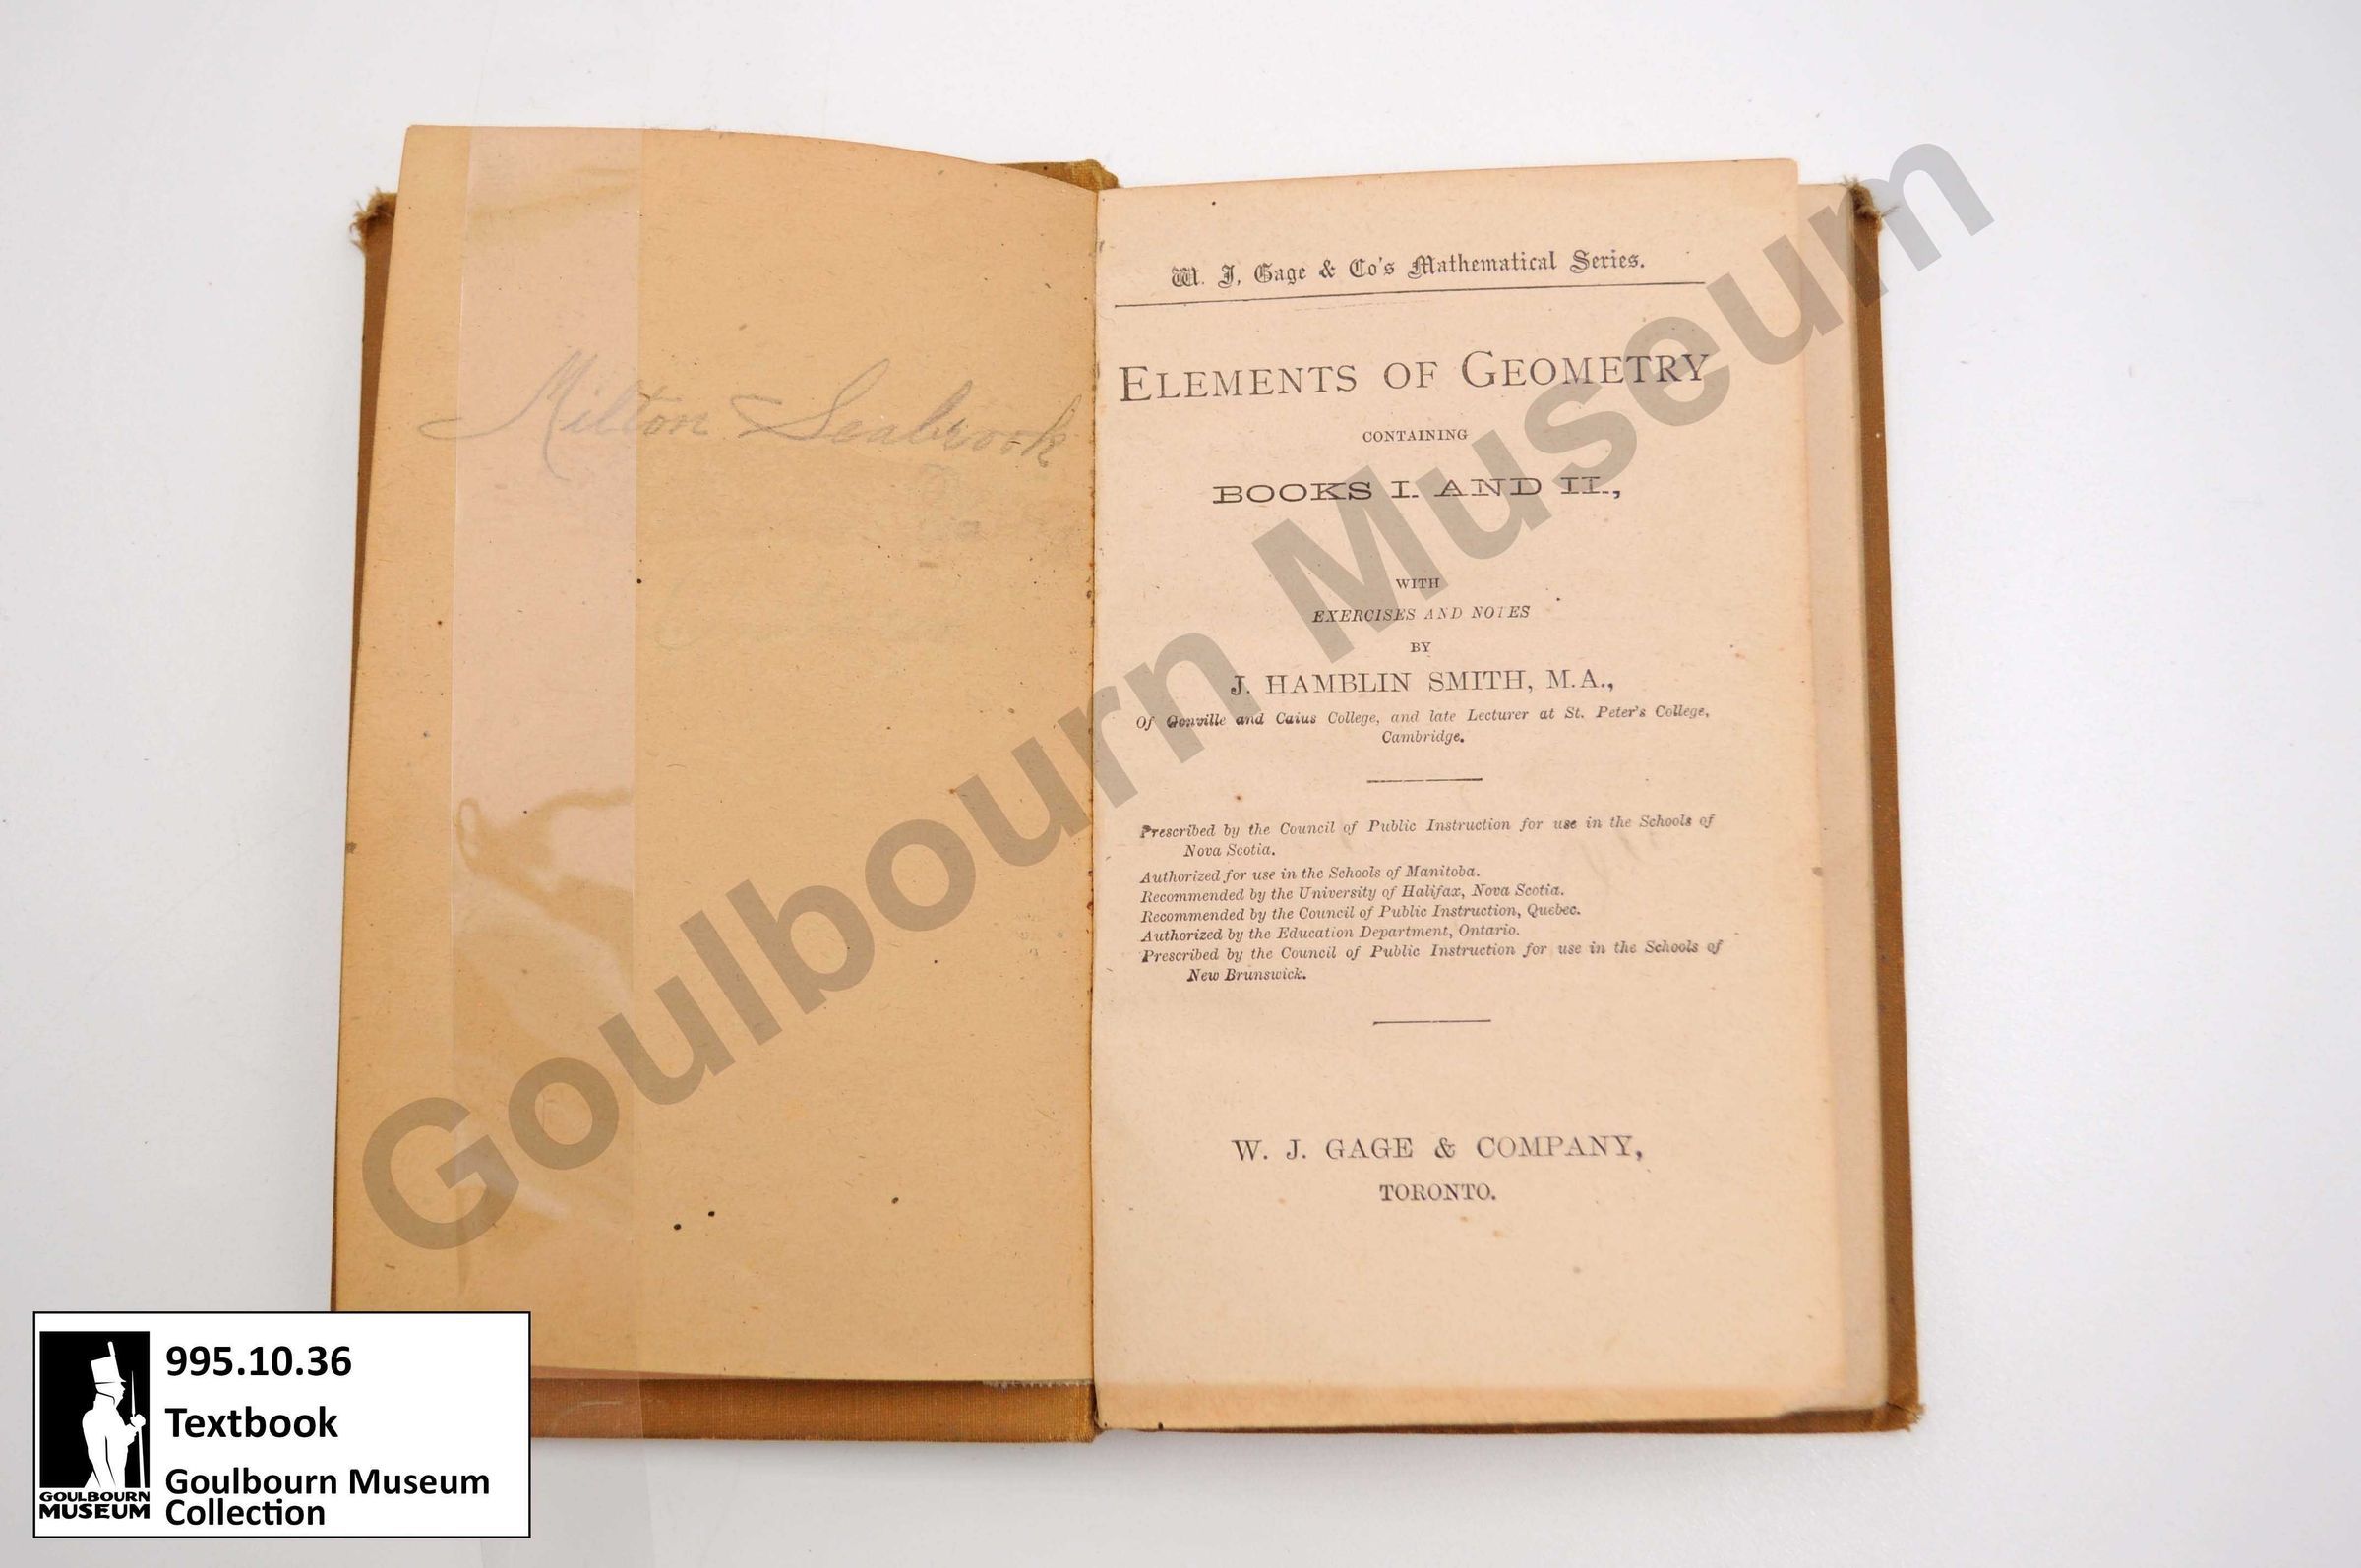 Milton Seabrook
W. J. Gage & Co's Mathematical Series.
ELEMENTS OF GEOMETRY
CONTAINING
BOOKS I. AND II.,
WITH
EXERCISES AND NOTES
BY
J. HAMBLIN SMITH, M.A.,
Of Gonville and Caius College, and late Lecturer at St. Peter's College,
Cambridge.
Prescribed by the Council of Public Instruction for use in the Schools of
Nova Scotia.
Authorized for use in the Schools of Manitoba.
Recommended by the University of Halifax, Nova Scotia.
Recommended by the Council of Public Instruction, Quebec.
Authorized by the Education Department, Ontario.
Prescribed by the Council of Public Instruction for use in the Schools of
New Brunswick.
W. J. GAGE & COMPANY,
TORONTO.
Goulbourn Museum
995.10.36
Textbook
Goulbourn Museum
Collection
GOULBOURN
MUSEUM